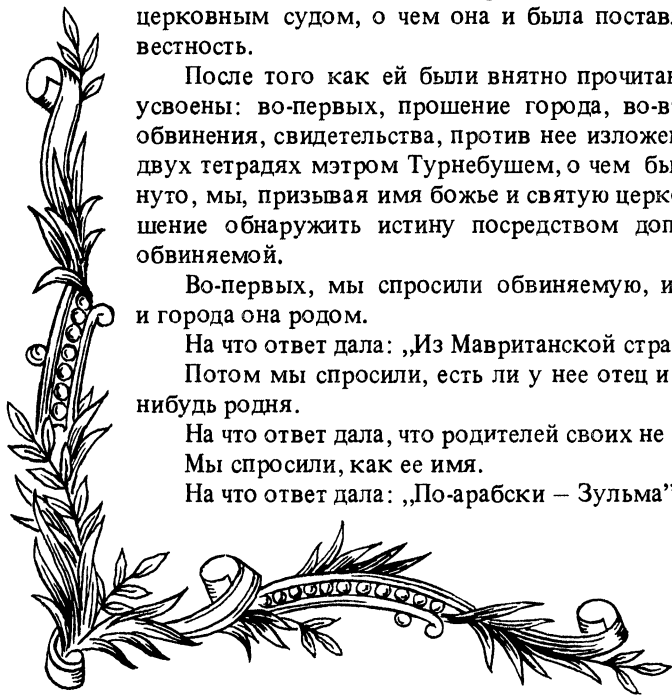 церковным судом, о чем она и была постав
вестность.
После того как ей были внятно прочита
усвоены: во-первых, прошение города, во-в
обвинения, свидетельства, против нее изложе
двух тетрадях мэтром Турнебушем, о чем бы
нуто, мы, призывая имя божье и святую церк
шение обнаружить истину посредством доп
обвиняемой.
Во-первых, мы спросили обвиняемую, и
и города она родом.
На что ответ дала: „Из Мавританской стра
Потом мы спросили, есть ли у нее отец и
нибудь родня.
На что ответ дала, что родителей своих не
Мы спросили, как ее имя.
На что ответ дала: „По-арабски – Зульма”